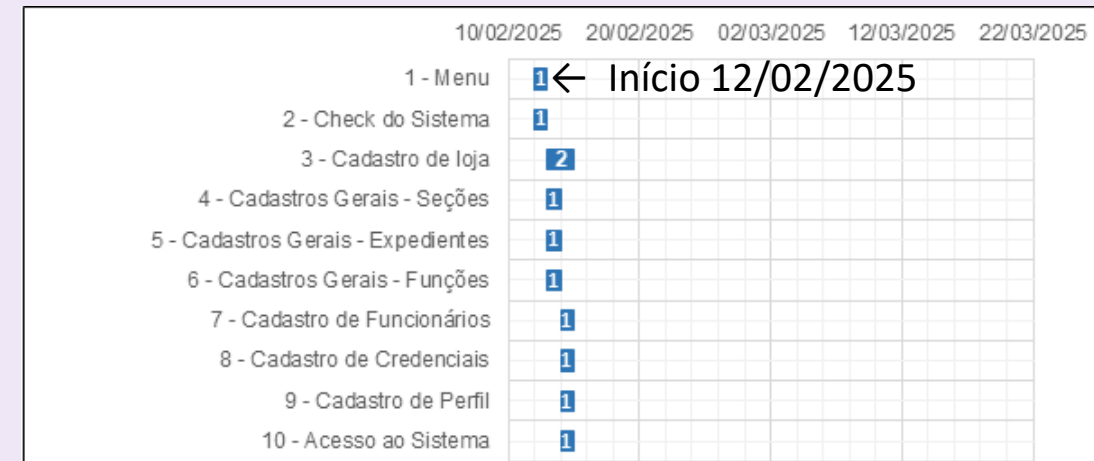 10/02/2025 20/02/2025 02/03/2025 12/03/2025 22/03/2025
1 - Menu 1 ← Início 12/02/2025
2 - Check do Sistema 1
3 - Cadastro de loja 2
4 - Cadastros Gerais - Seções 1
5 - Cadastros Gerais - Expedientes 1
6 - Cadastros Gerais - Funções 1
7 - Cadastro de Funcionários 1
8 - Cadastro de Credenciais 1
9 - Cadastro de Perfil 1
10 - Acesso ao Sistema 1